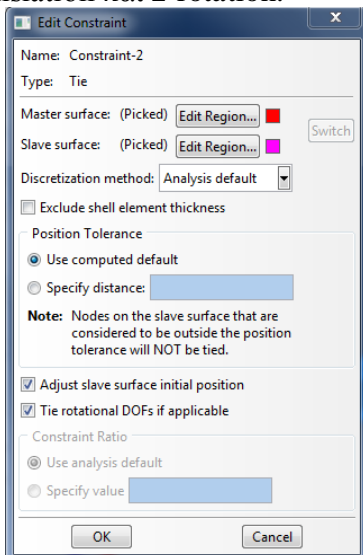 Edit Constraint
X
Name: Constraint-2
Type: Tie
Master surface: (Picked) Edit Region...
Switch
Slave surface: (Picked) Edit Region...
Discretization method: Analysis default
Exclude shell element thickness
Position Tolerance
Use computed default
Specify distance:
Note: Nodes on the slave surface that are
considered to be outside the position
tolerance will NOT be tied.
Adjust slave surface initial position
Tie rotational DOFs if applicable
Constraint Ratio
Use analysis default
Specify value
OK Cancel